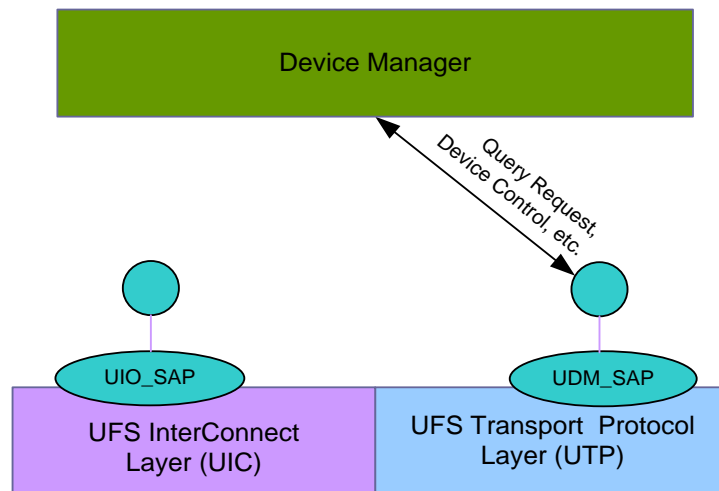 Device Manager
Query Request,
Device Control, etc.
UIO_SAP
UDM_SAP
UFS InterConnect
Layer (UIC)
UFS Transport Protocol
Layer (UTP)